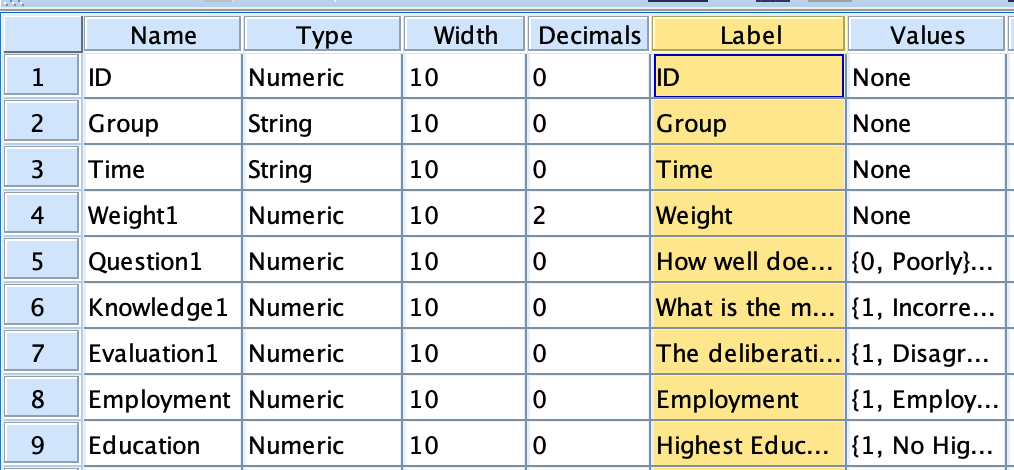 Name Type Width Decimals Label Values
1 ID Numeric 10 0 ID None
2 Group String 10 0 Group None
3 Time String 10 0 Time None
4 Weight1 Numeric 10 2 Weight None
5 Question1 Numeric 10 0 How well doe... {0, Poorly}...
6 Knowledge1 Numeric 10 0 What is the m... {1, Incorre...
7 Evaluation1 Numeric 10 0 The deliberati... {1, Disagr...
8 Employment Numeric 10 0 Employment {1, Employ...
9 Education Numeric 10 0 Highest Educ... {1, No Hig...